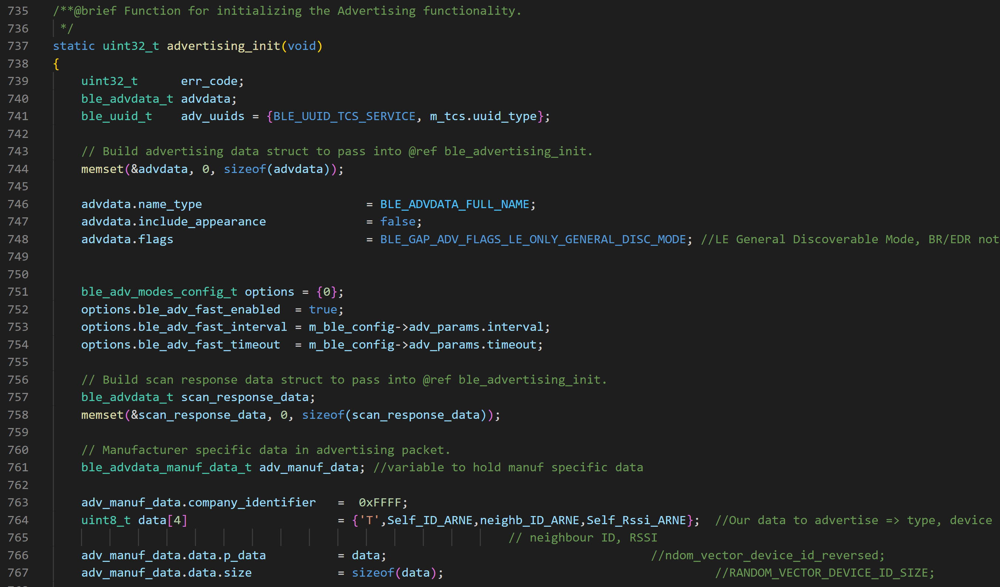 735 /**@brief Function for initializing the Advertising functionality.
736  */
737 static uint32_t advertising_init(void)
738 {
739     uint32_t      err_code;
740     ble_advdata_t advdata;
741     ble_uuid_t    adv_uuids = {BLE_UUID_TCS_SERVICE, m_tcs.uuid_type};
742
743     // Build advertising data struct to pass into @ref ble_advertising_init.
744     memset(&advdata, 0, sizeof(advdata));
745
746     advdata.name_type                       = BLE_ADVDATA_FULL_NAME;
747     advdata.include_appearance              = false;
748     advdata.flags                           = BLE_GAP_ADV_FLAGS_LE_ONLY_GENERAL_DISC_MODE; //LE General Discoverable Mode, BR/EDR not
749
750
751     ble_adv_modes_config_t options = {0};
752     options.ble_adv_fast_enabled  = true;
753     options.ble_adv_fast_interval = m_ble_config->adv_params.interval;
754     options.ble_adv_fast_timeout  = m_ble_config->adv_params.timeout;
755
756     // Build scan response data struct to pass into @ref ble_advertising_init.
757     ble_advdata_t scan_response_data;
758     memset(&scan_response_data, 0, sizeof(scan_response_data));
759
760     // Manufacturer specific data in advertising packet.
761     ble_advdata_manuf_data_t adv_manuf_data; //variable to hold manuf specific data
762
763     adv_manuf_data.company_identifier   =  0xFFFF;
764     uint8_t data[4]                     = {'T',Self_ID_ARNE,neighb_ID_ARNE,Self_Rssi_ARNE};  //Our data to advertise => type, device
765                                                             // neighbour ID, RSSI
766     adv_manuf_data.data.p_data          = data;                                     //ndom_vector_device_id_reversed;
767     adv_manuf_data.data.size            = sizeof(data);                                      //RANDOM_VECTOR_DEVICE_ID_SIZE;